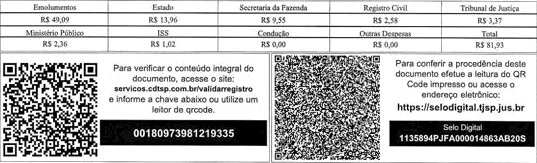 Emolumentos Estado Secretaria da Fazenda Registro Civil Tribunal de Justiça
R$ 49,09 R$ 13,96 R$ 9,55 R$ 2,58 R$ 3,37
Ministério Público ISS Condução Outras Despesas Total
R$ 2,36 R$ 1,02 R$ 0,00 R$ 0,00 R$ 81,93
Para verificar o conteúdo integral do
documento, acesse o site:
servicos.cdtsp.com.br/validarregistro
e informe a chave abaixo ou utilize um
leitor de qrcode.
00180973981219335
Para conferir a procedência deste
documento efetue a leitura do QR
Code impresso ou acesse o
endereço eletrônico:
https://selodigital.tjsp.jus.br
Selo Digital
1135894PJFA000014863AB20S